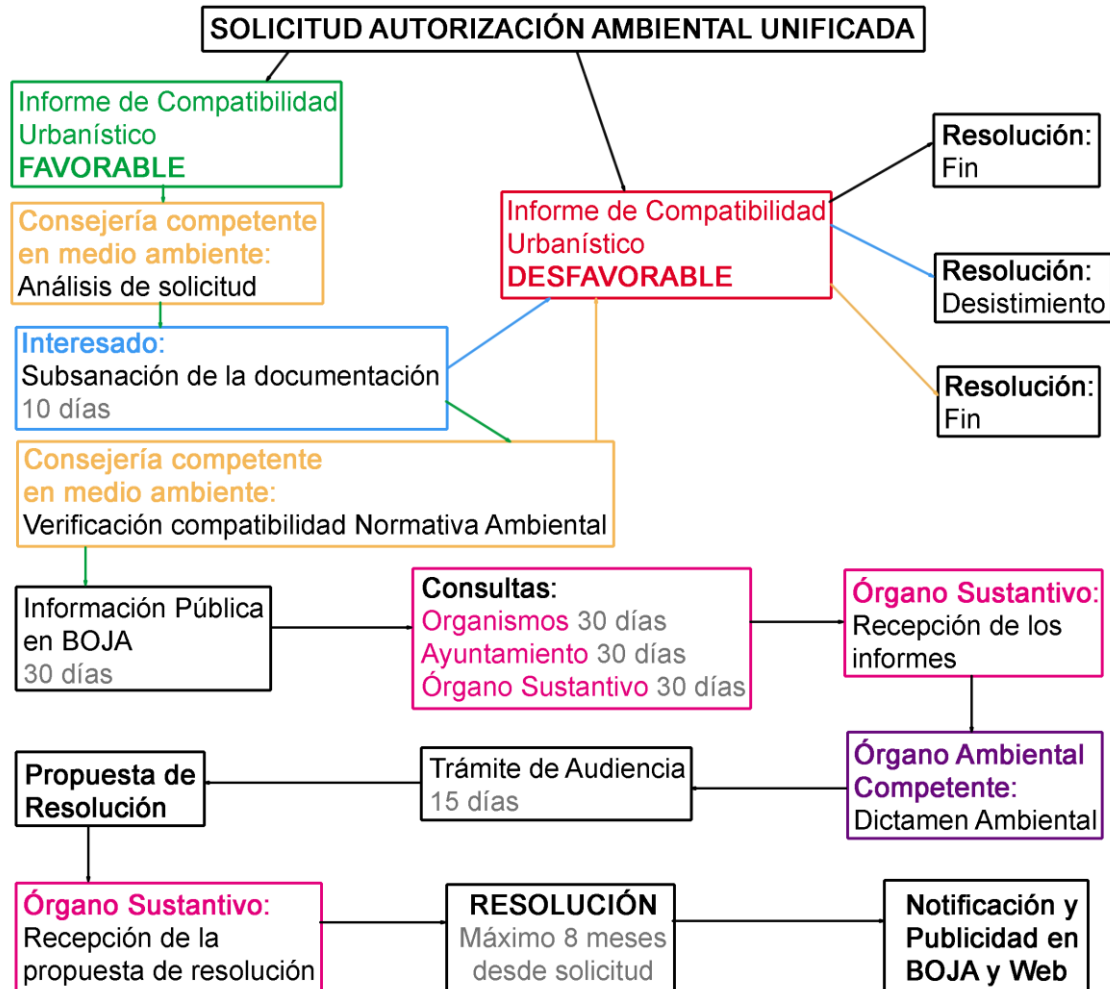 SOLICITUD AUTORIZACIÓN AMBIENTAL UNIFICADA
Informe de Compatibilidad
Urbanístico
FAVORABLE
Resolución:
Fin
Consejería competente
en medio ambiente:
Análisis de solicitud
Informe de Compatibilidad
Urbanístico
DESFAVORABLE
Resolución:
Desistimiento
Interesado:
Subsanación de la documentación
10 días
Resolución:
Fin
Consejería competente
en medio ambiente:
Verificación compatibilidad Normativa Ambiental
Información Pública
en BOJA
30 días
Consultas:
Organismos 30 días
Ayuntamiento 30 días
Órgano Sustantivo 30 días
Órgano Sustantivo:
Recepción de los
informes
Órgano Ambiental
Competente:
Dictamen Ambiental
Trámite de Audiencia
15 días
Propuesta de
Resolución
Órgano Sustantivo:
Recepción de la
propuesta de resolución
RESOLUCIÓN
Máximo 8 meses
desde solicitud
Notificación y
Publicidad en
BOJA y Web